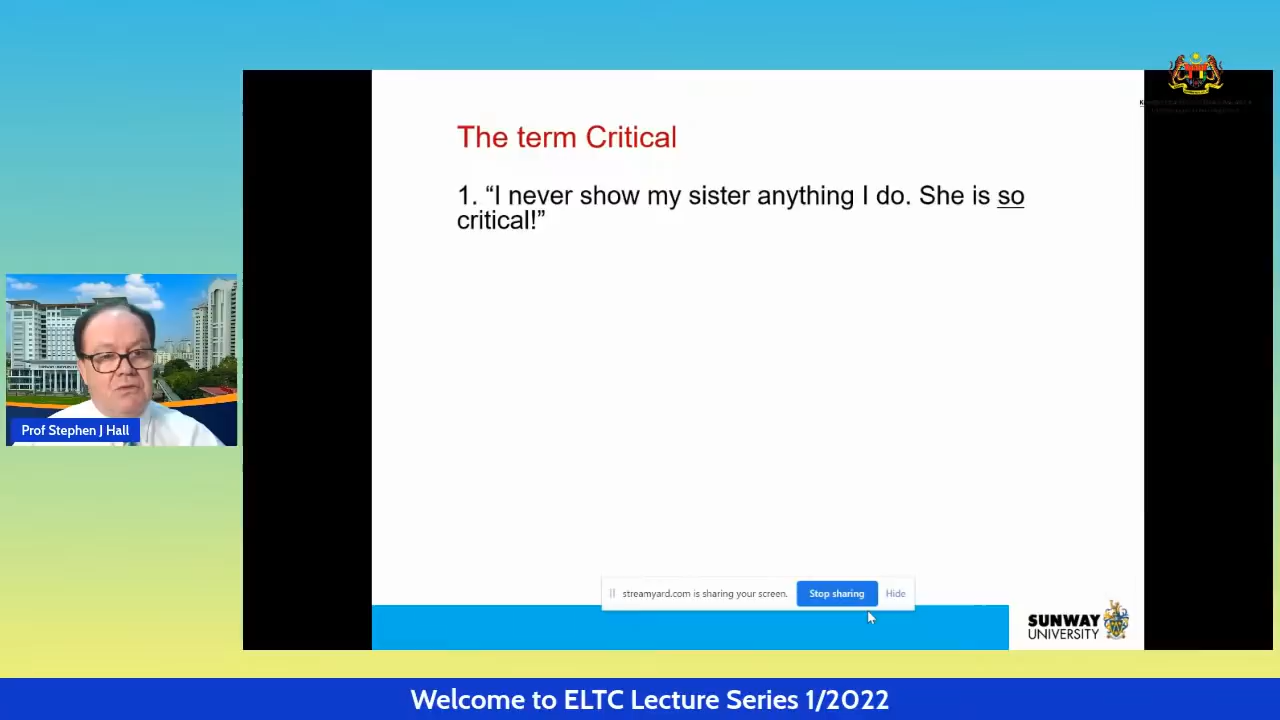 The term Critical
1. “I never show my sister anything I do. She is so
critical!”
Prof Stephen J Hall
streamyard.com is sharing your screen.
Stop sharing
Hide
SUNWAY
UNIVERSITY
Welcome to ELTC Lecture Series 1/2022